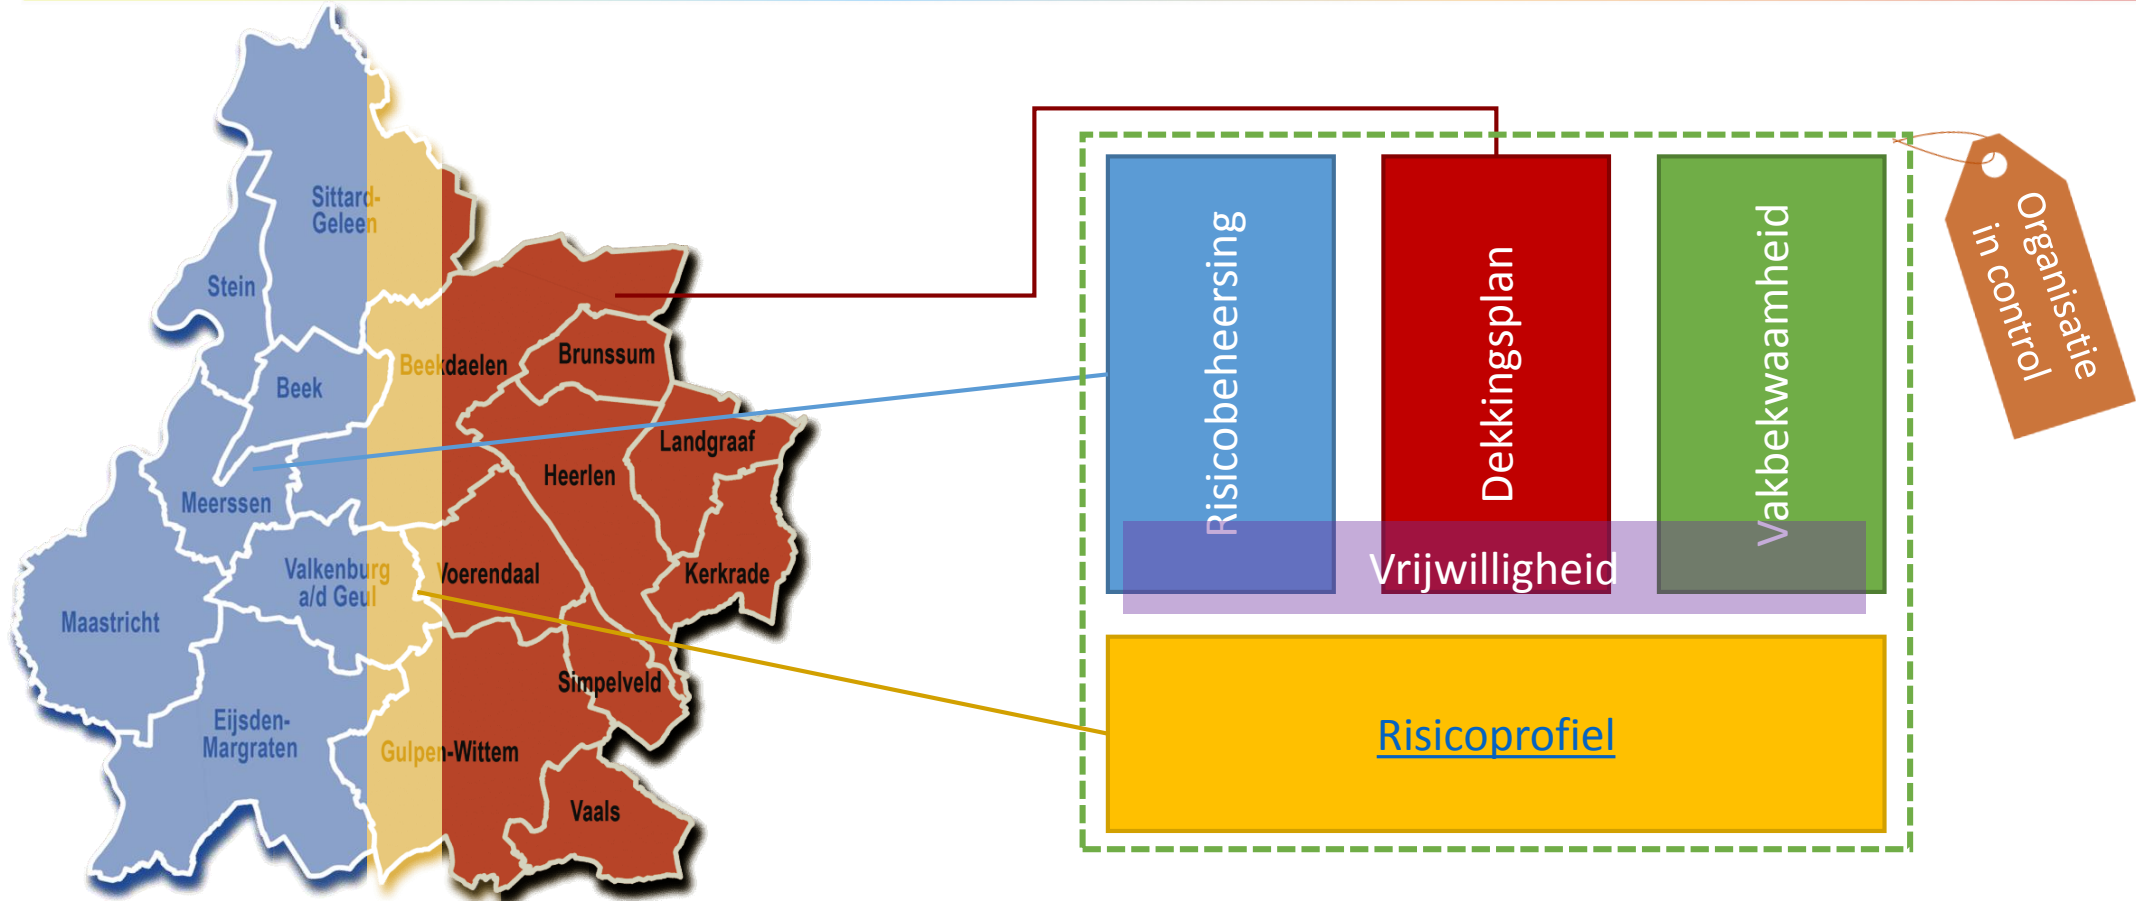 Sittard-
Geleen
Stein
Beek
Beekdaelen
Brunssum
Landgraaf
Heerlen
Meerssen
Valkenburg
a/d Geul
Voerendaal
Kerkrade
Maastricht
Simpelveld
Eijsden-
Margraten
Gulpen-Wittem
Vaals
Risicobeheersing
Dekkingsplan
Vakbekwaamheid
Vrijwilligheid
Risicoprofiel
Organisatie
in control